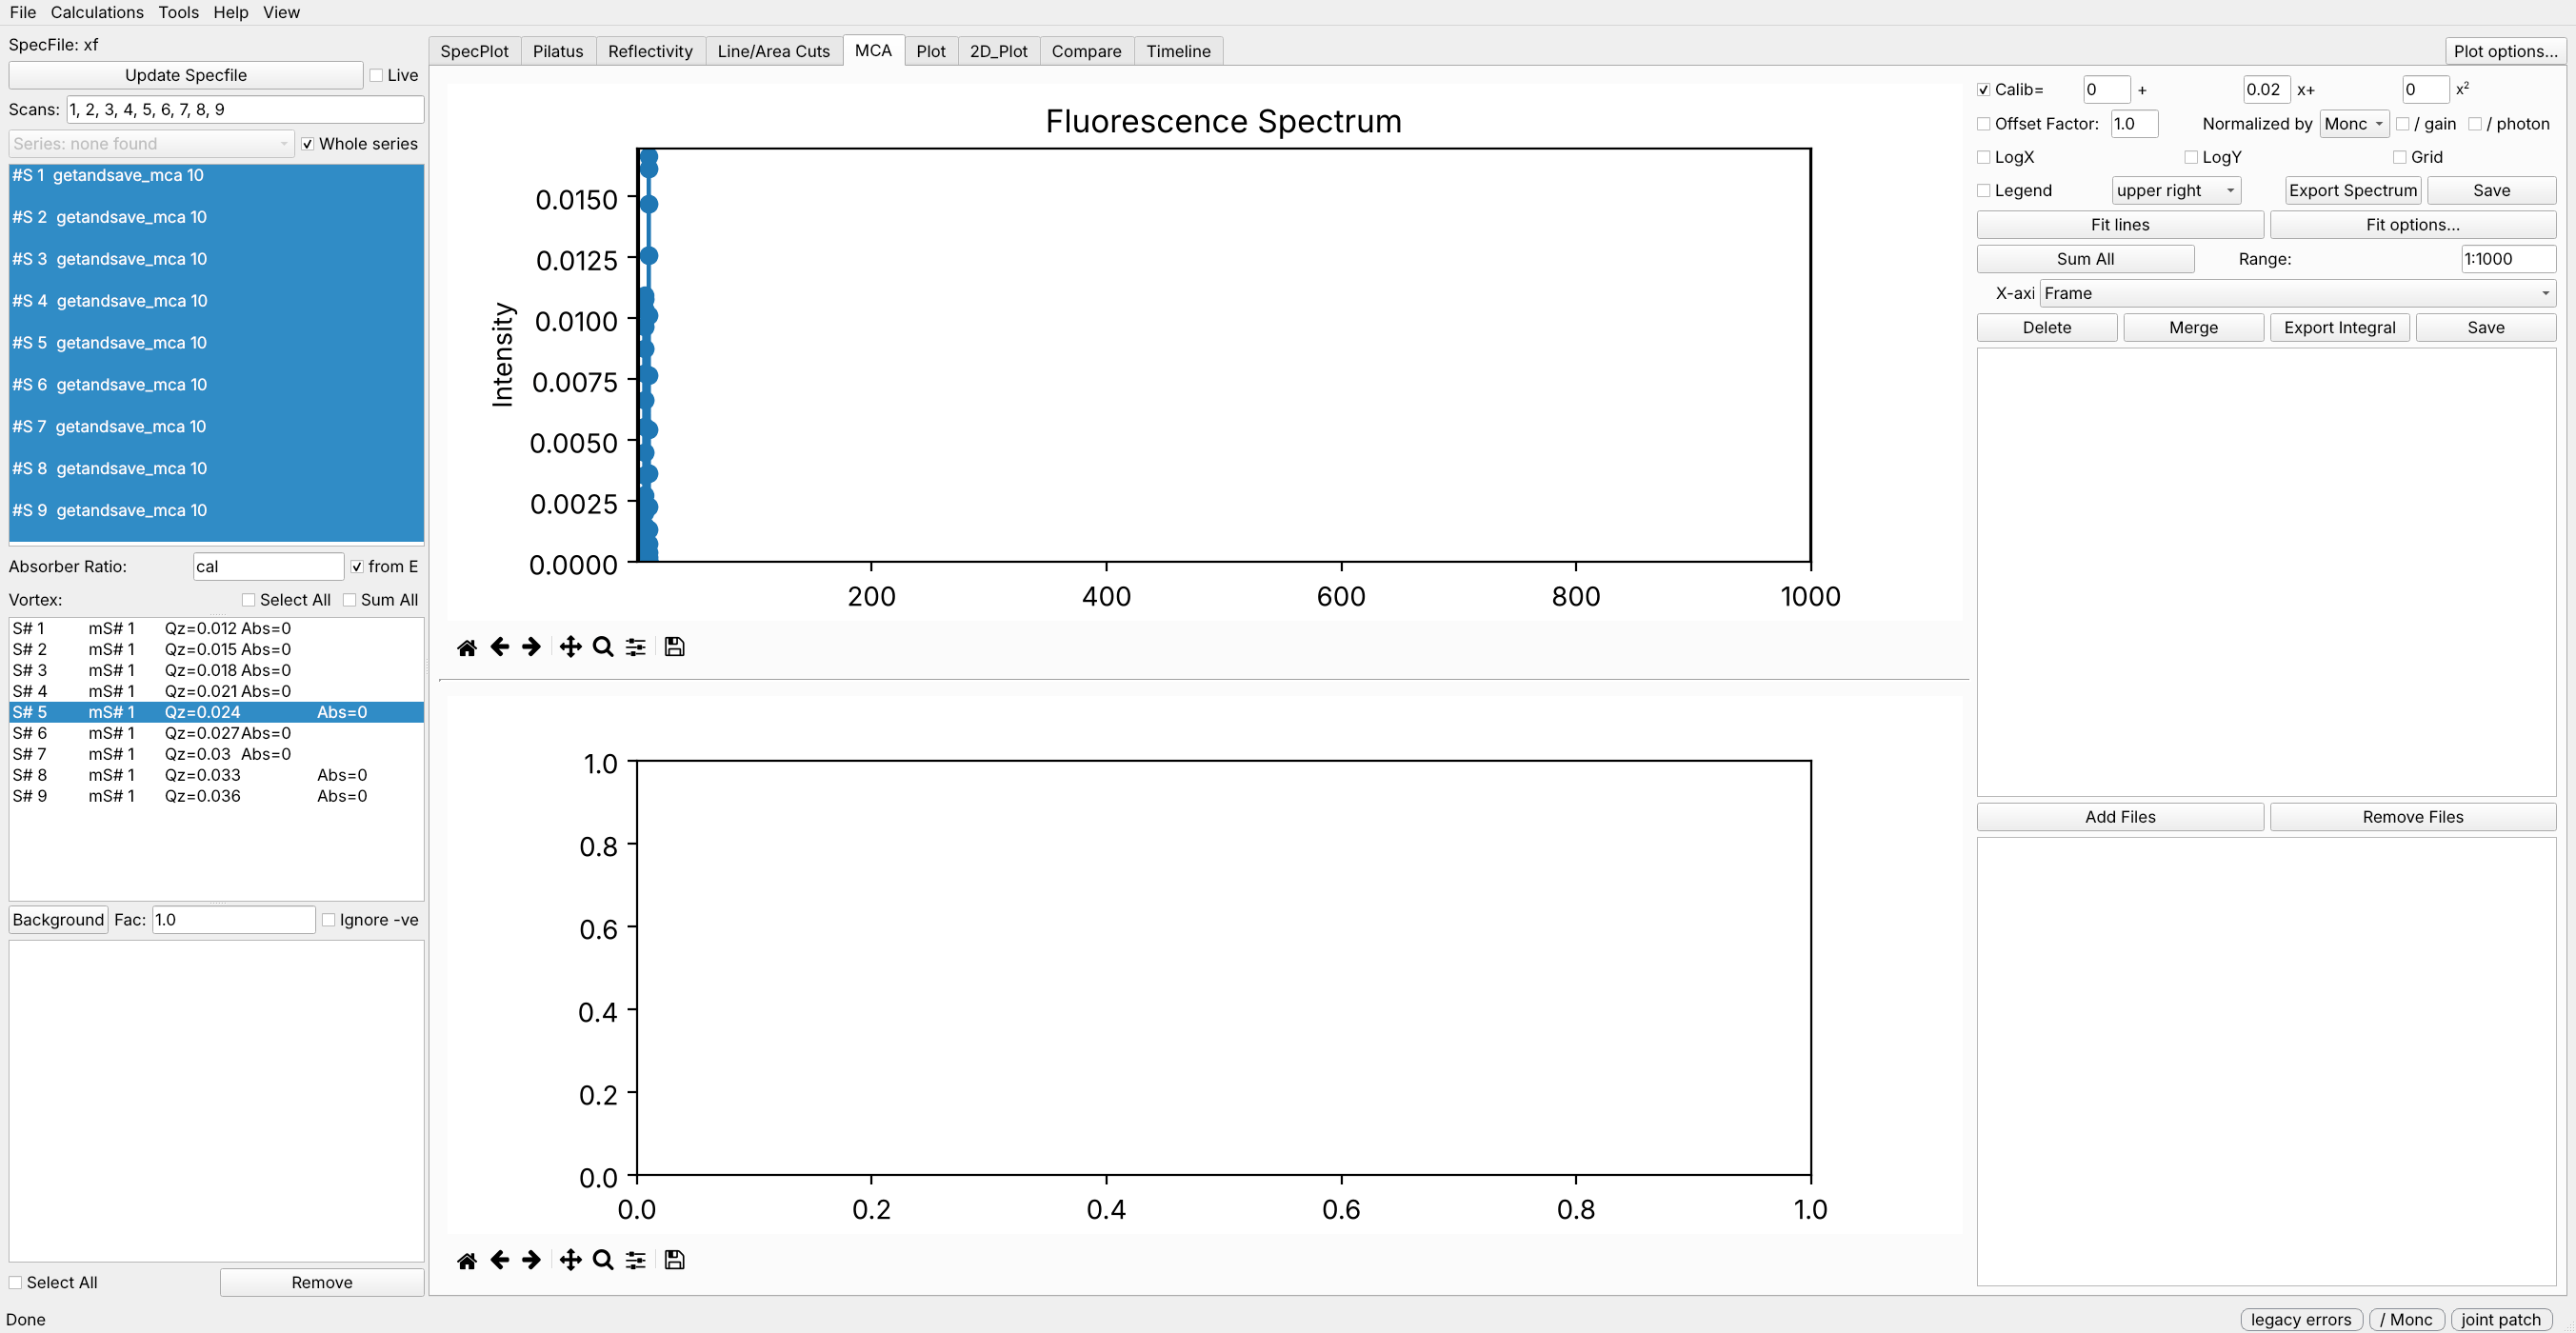 File Calculations Tools Help View
SpecFile: xf
Update Specfile Live
Scans: 1, 2, 3, 4, 5, 6, 7, 8, 9
Series: none found Whole series
#S 1 getandsave_mca 10
#S 2 getandsave_mca 10
#S 3 getandsave_mca 10
#S 4 getandsave_mca 10
#S 5 getandsave_mca 10
#S 6 getandsave_mca 10
#S 7 getandsave_mca 10
#S 8 getandsave_mca 10
#S 9 getandsave_mca 10
Absorber Ratio: cal from E
Vortex: Select All Sum All
S# 1 mS# 1 Qz=0.012 Abs=0
S# 2 mS# 1 Qz=0.015 Abs=0
S# 3 mS# 1 Qz=0.018 Abs=0
S# 4 mS# 1 Qz=0.021 Abs=0
S# 5 mS# 1 Qz=0.024 Abs=0
S# 6 mS# 1 Qz=0.027 Abs=0
S# 7 mS# 1 Qz=0.03 Abs=0
S# 8 mS# 1 Qz=0.033 Abs=0
S# 9 mS# 1 Qz=0.036 Abs=0
Background Fac: 1.0 Ignore -ve
Select All Remove
Done
SpecPlot Pilatus Reflectivity Line/Area Cuts MCA Plot 2D_Plot Compare Timeline
Plot options...
Fluorescence Spectrum
Intensity
0.0150
0.0125
0.0100
0.0075
0.0050
0.0025
0.0000
200 400 600 800 1000
1.0
0.8
0.6
0.4
0.2
0.0
0.0 0.2 0.4 0.6 0.8 1.0
Calib= 0 + 0.02 x+ 0 x²
Offset Factor: 1.0 Normalized by Monc / gain / photon
LogX LogY Grid
Legend upper right Export Spectrum Save
Fit lines Fit options...
Sum All Range: 1:1000
X-axi Frame
Delete Merge Export Integral Save
Add Files Remove Files
legacy errors / Monc joint patch